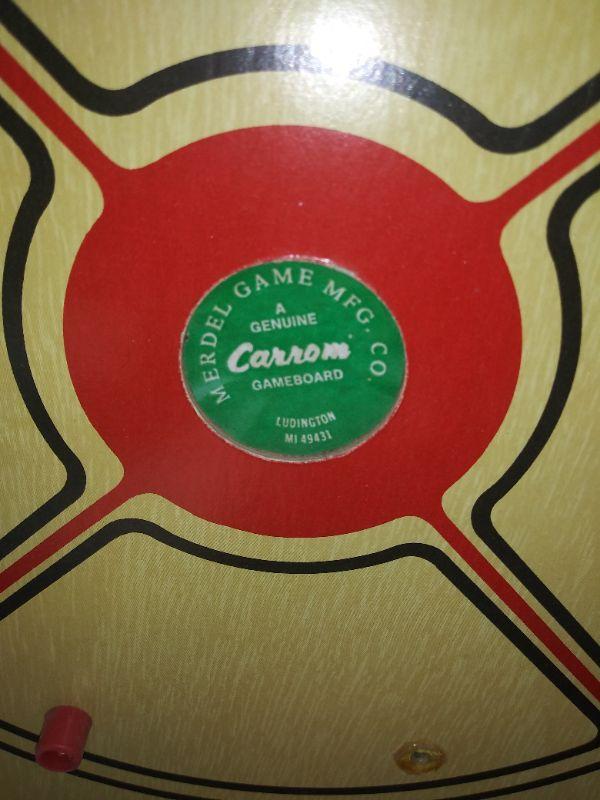 MERDEL GAME MFG. CO.
A
GENUINE
Carrom
GAMEBOARD
LUDINGTON
MI 49431